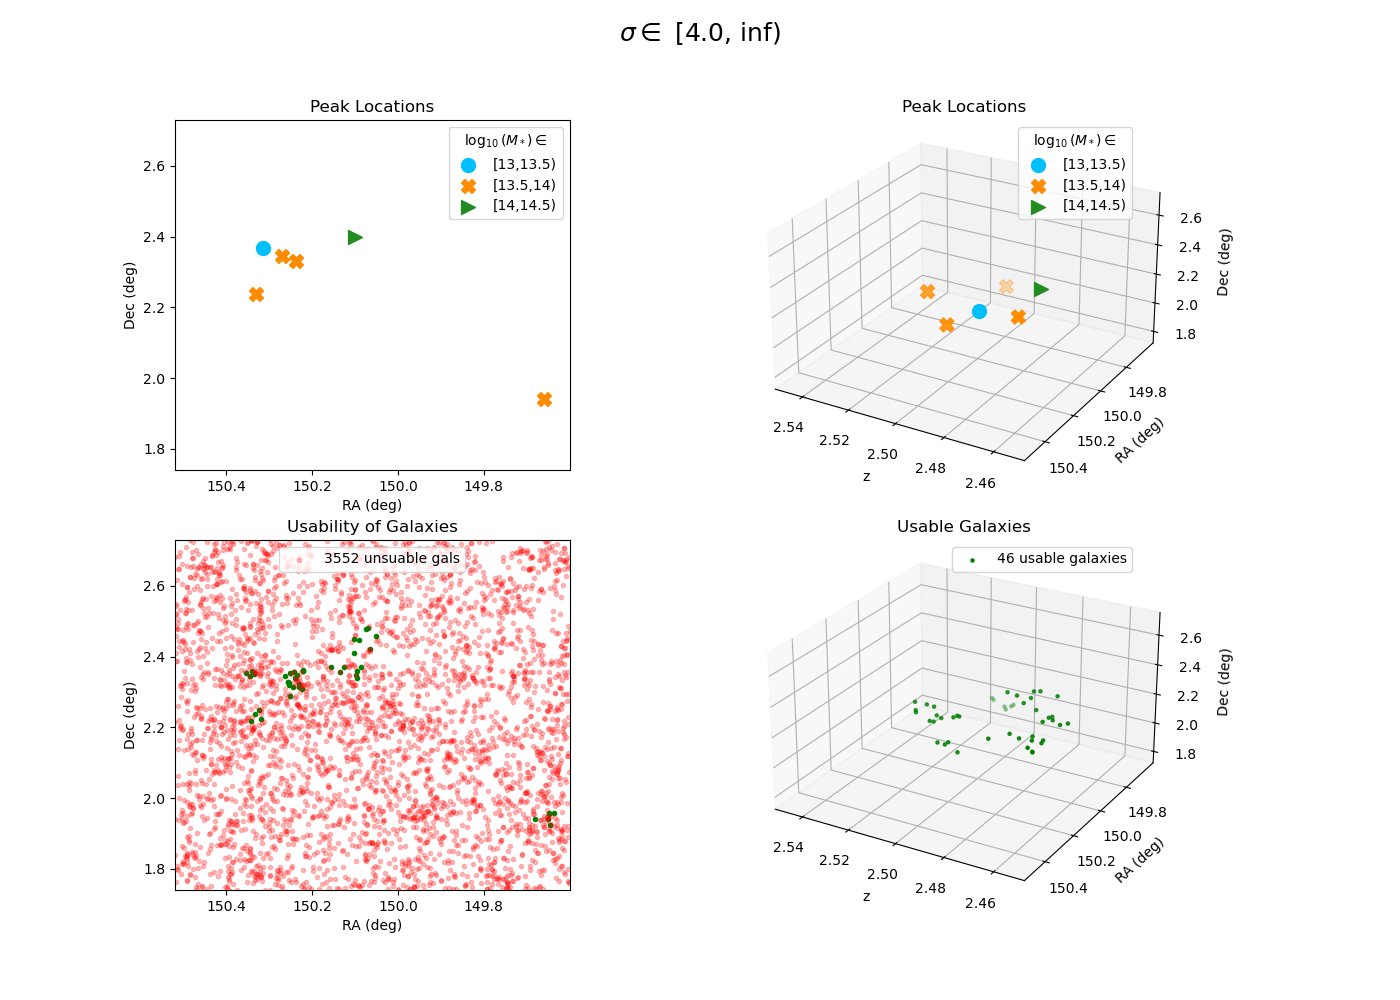 σ ∈ [4.0, inf)
Peak Locations
log₁₀(M*) ∈
[13,13.5)
[13.5,14)
[14,14.5)
2.6
2.4
2.2
2.0
1.8
Dec (deg)
150.4 150.2 150.0 149.8
RA (deg)
Peak Locations
log₁₀(M*) ∈
[13,13.5)
[13.5,14)
[14,14.5)
2.6
2.4
2.2
2.0
1.8
Dec (deg)
149.8
150.0
150.2
150.4
RA (deg)
2.54
2.52
2.50
2.48
2.46
z
Usability of Galaxies
3552 unsuable gals
2.6
2.4
2.2
2.0
1.8
Dec (deg)
150.4 150.2 150.0 149.8
RA (deg)
Usable Galaxies
46 usable galaxies
2.6
2.4
2.2
2.0
1.8
Dec (deg)
149.8
150.0
150.2
150.4
RA (deg)
2.54
2.52
2.50
2.48
2.46
z